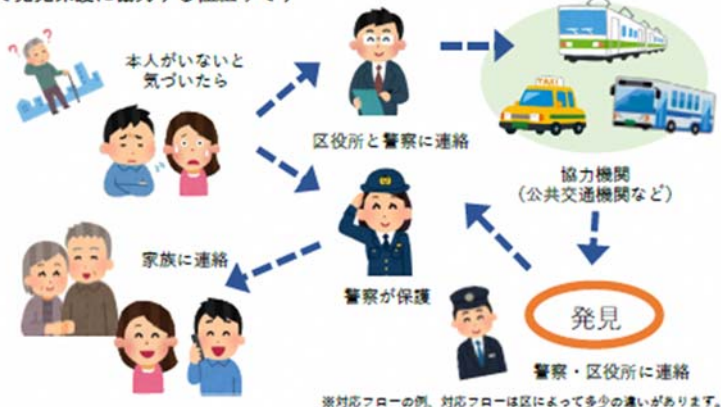 本人がいないと
気づいたら
区役所と警察に連絡
TAXI
協力機関
（公共交通機関など）
家族に連絡
警察が保護
発見
警察・区役所に連絡
※対応フローの例。対応フローは区によって多少の違いがあります。